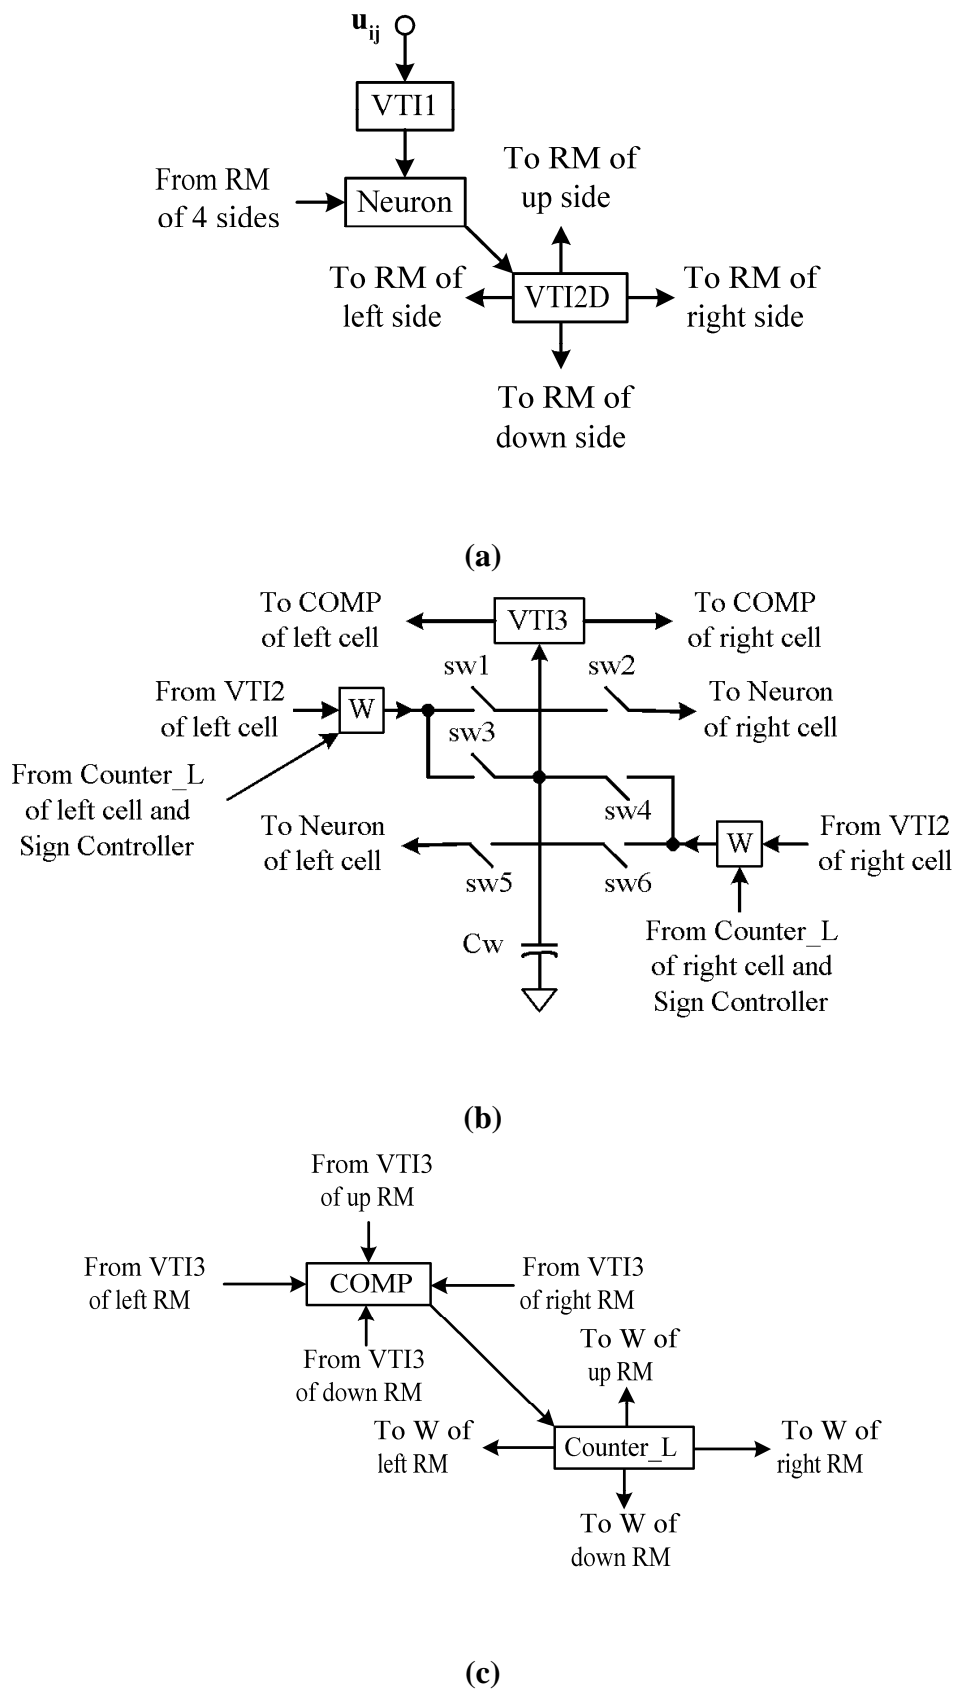 u_ij
VTI1
From RM
of 4 sides
Neuron
To RM of
up side
To RM of
left side
VTI2D
To RM of
right side
To RM of
down side
(a)
To COMP
of left cell
VTI3
To COMP
of right cell
sw1
sw2
From VTI2
of left cell
W
To Neuron
of right cell
sw3
From Counter_L
of left cell and
Sign Controller
sw4
To Neuron
of left cell
sw5
sw6
W
From VTI2
of right cell
Cw
From Counter_L
of right cell and
Sign Controller
(b)
From VTI3
of up RM
From VTI3
of left RM
COMP
From VTI3
of right RM
From VTI3
of down RM
To W of
up RM
To W of
left RM
Counter_L
To W of
right RM
To W of
down RM
(c)